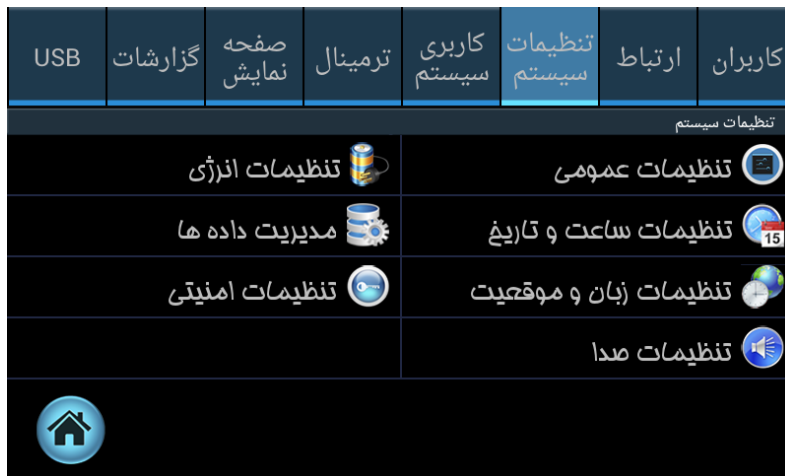 کاربران
ارتباط
تنظیمات
سیستم
کاربری
سیستم
ترمینال
صفحه
نمایش
گزارشات
USB
تنظیمات سیستم
تنظیمات عمومی
تنظیمات انرژی
تنظیمات ساعت و تاریخ
مدیریت داده ها
تنظیمات زبان و موقعیت
تنظیمات امنیتی
تنظیمات صدا
15